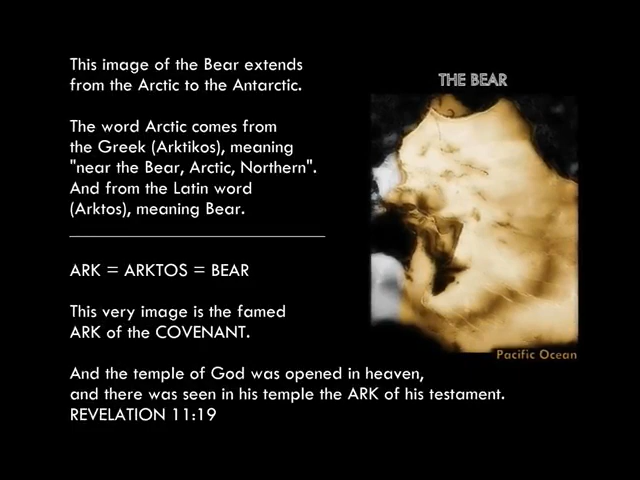 This image of the Bear extends
from the Arctic to the Antarctic.
THE BEAR
The word Arctic comes from
the Greek (Arktikos), meaning
"near the Bear, Arctic, Northern".
And from the Latin word
(Arktos), meaning Bear.
ARK = ARKTOS = BEAR
This very image is the famed
ARK of the COVENANT.
Pacific Ocean
And the temple of God was opened in heaven,
and there was seen in his temple the ARK of his testament.
REVELATION 11:19